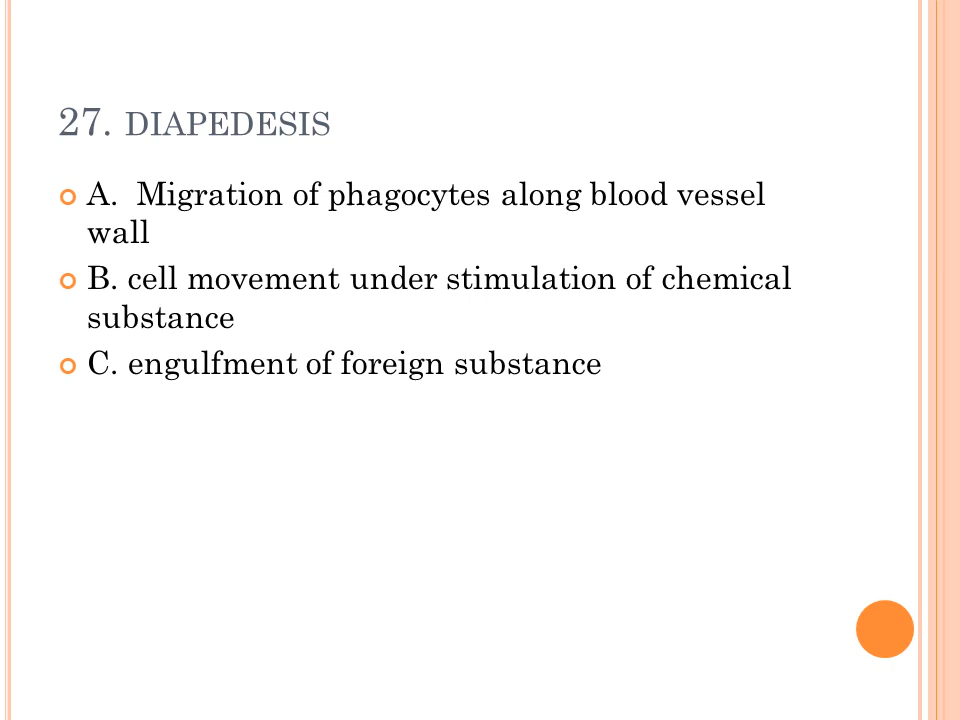 27. DIAPEDESIS
A. Migration of phagocytes along blood vessel
wall
B. cell movement under stimulation of chemical
substance
C. engulfment of foreign substance